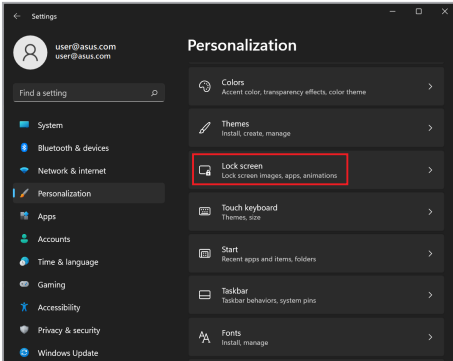 Settings
user@asus.com
user@asus.com
Find a setting
System
Bluetooth & devices
Network & internet
Personalization
Apps
Accounts
Time & language
Gaming
Accessibility
Privacy & security
Windows Update
Personalization
Colors
Accent color, transparency effects, color theme
Themes
Install, create, manage
Lock screen
Lock screen images, apps, animations
Touch keyboard
Themes, size
Start
Recent apps and items, folders
Taskbar
Taskbar behaviors, system pins
Fonts
Install, manage